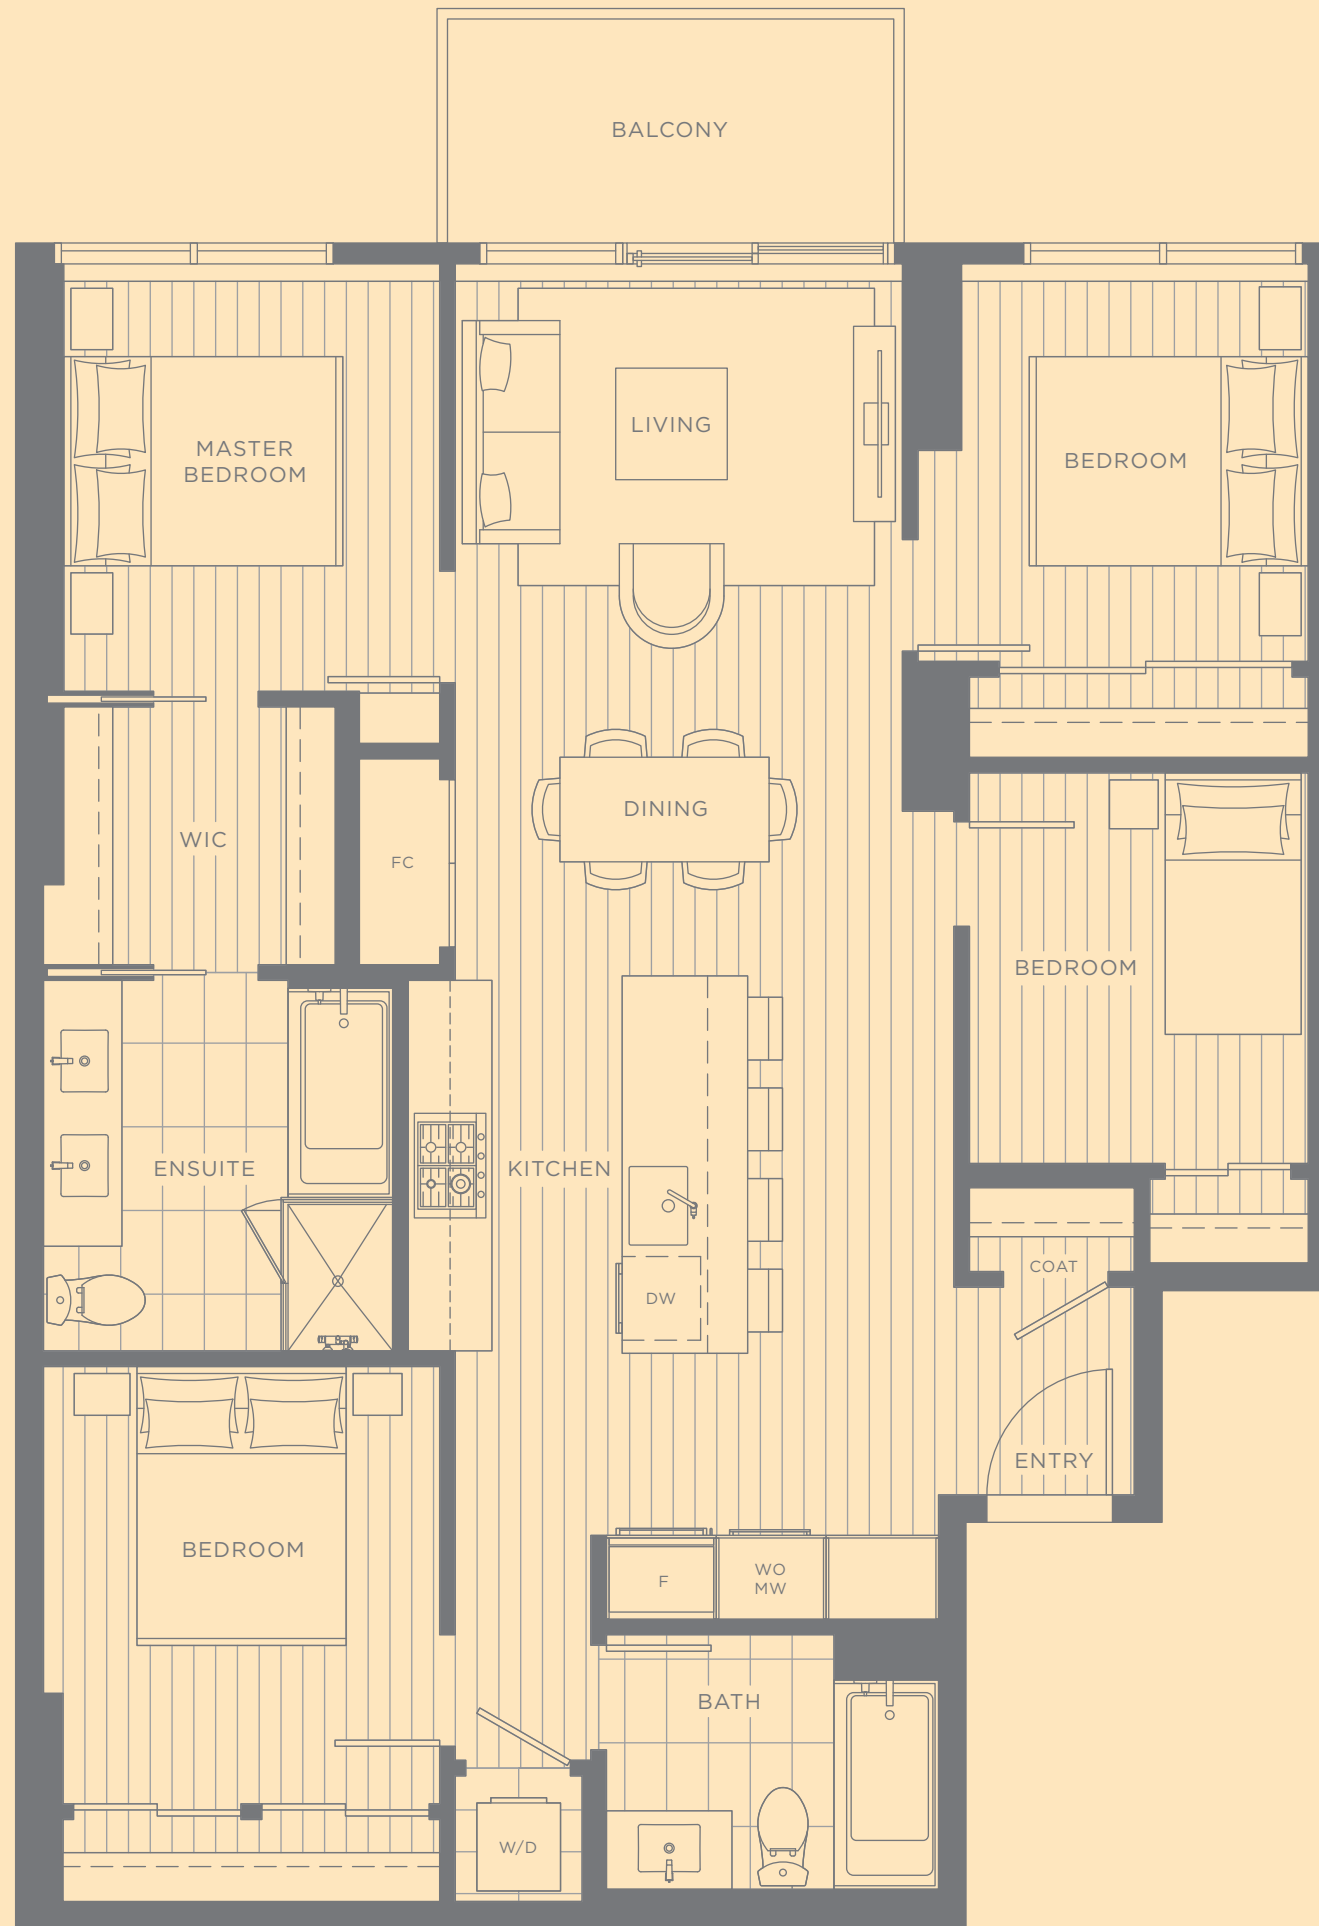 BALCONY
MASTER
BEDROOM
LIVING
BEDROOM
DINING
WIC
FC
BEDROOM
ENSUITE
KITCHEN
COAT
DW
ENTRY
BEDROOM
F
WO
MW
BATH
W/D